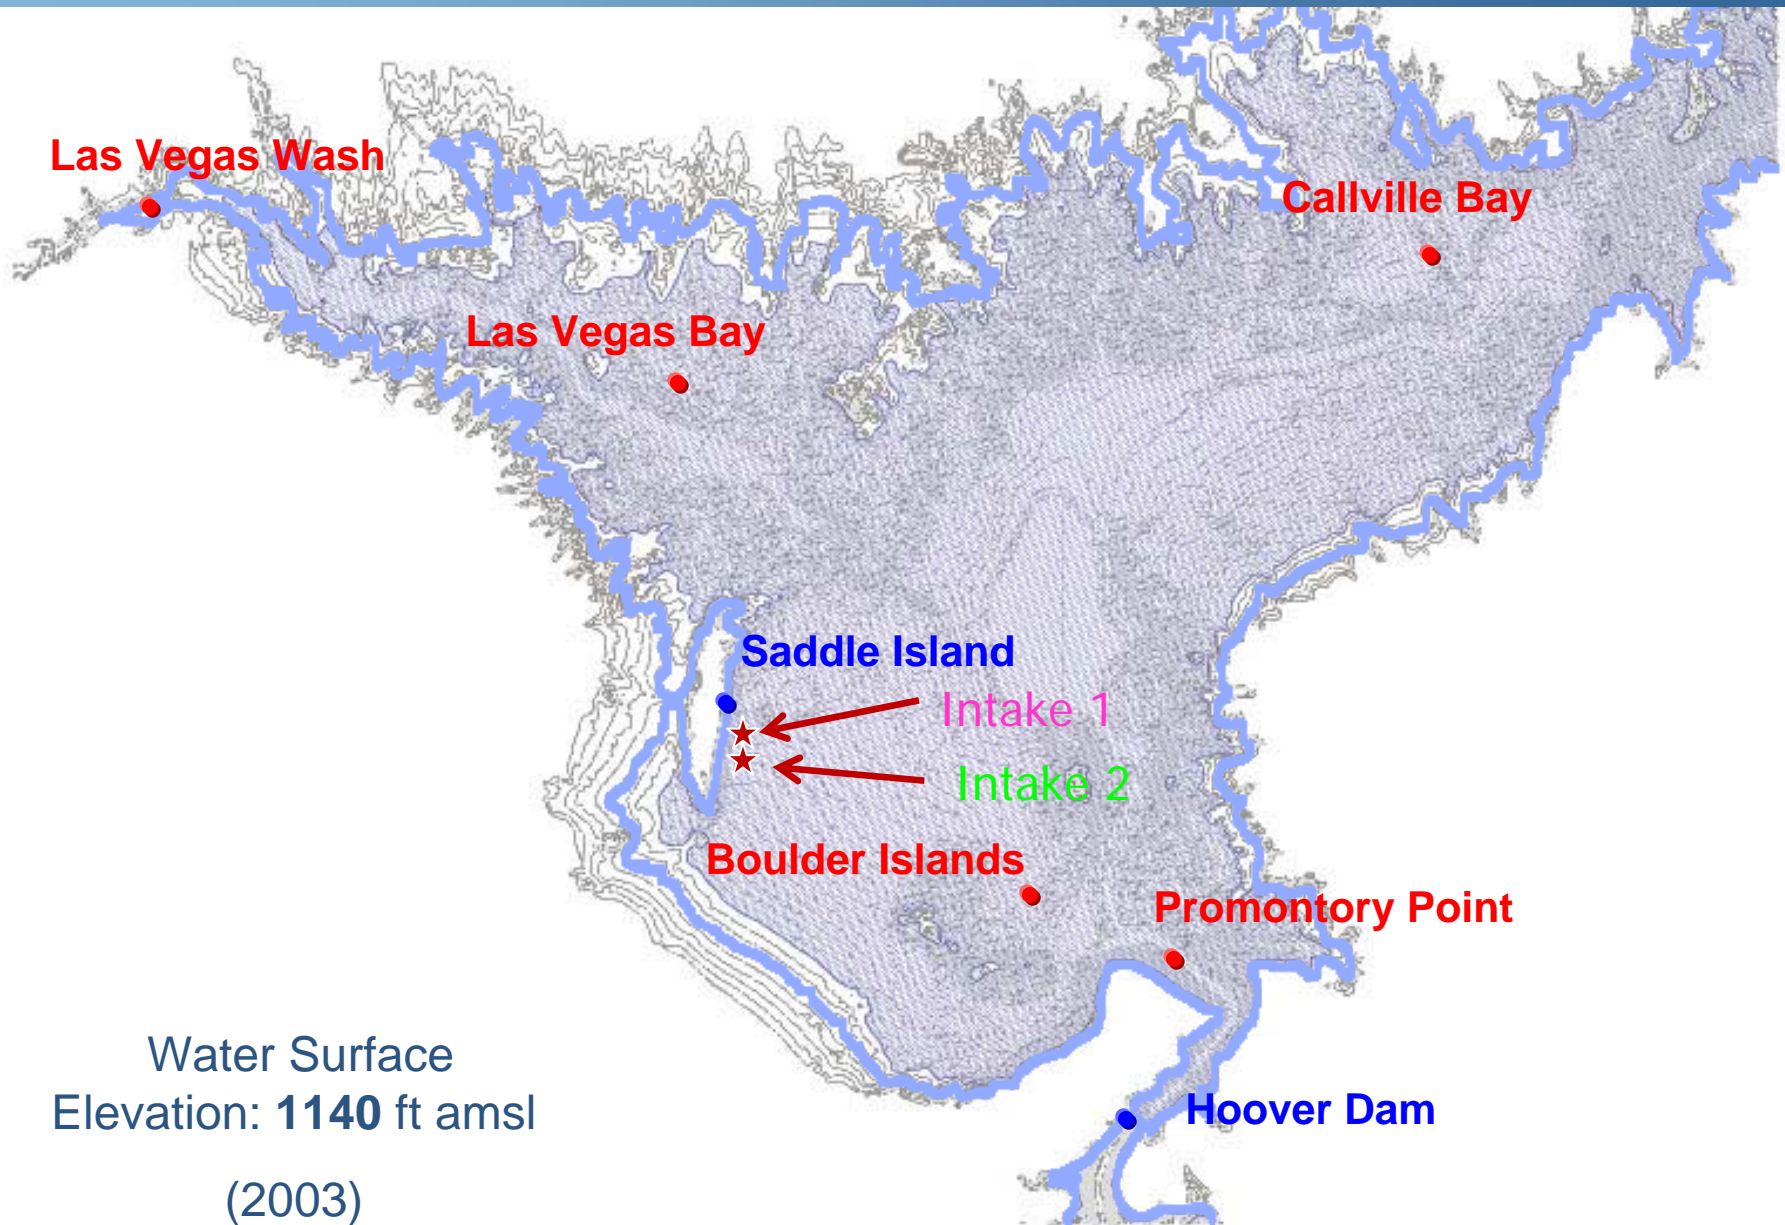 Las Vegas Wash
Callville Bay
Las Vegas Bay
Saddle Island
Intake 1
Intake 2
Boulder Islands
Promontory Point
Water Surface
Elevation: 1140 ft amsl
(2003)
Hoover Dam